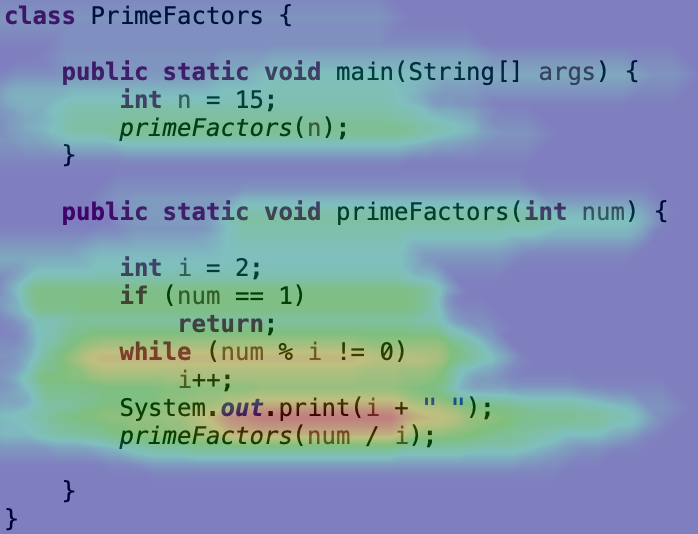 class PrimeFactors {
public static void main(String[] args) {
int n = 15;
primeFactors(n);
}
public static void primeFactors(int num) {
int i = 2;
if (num == 1)
return;
while (num % i != 0)
i++;
System.out.print(i + " ");
primeFactors(num / i);
}
}